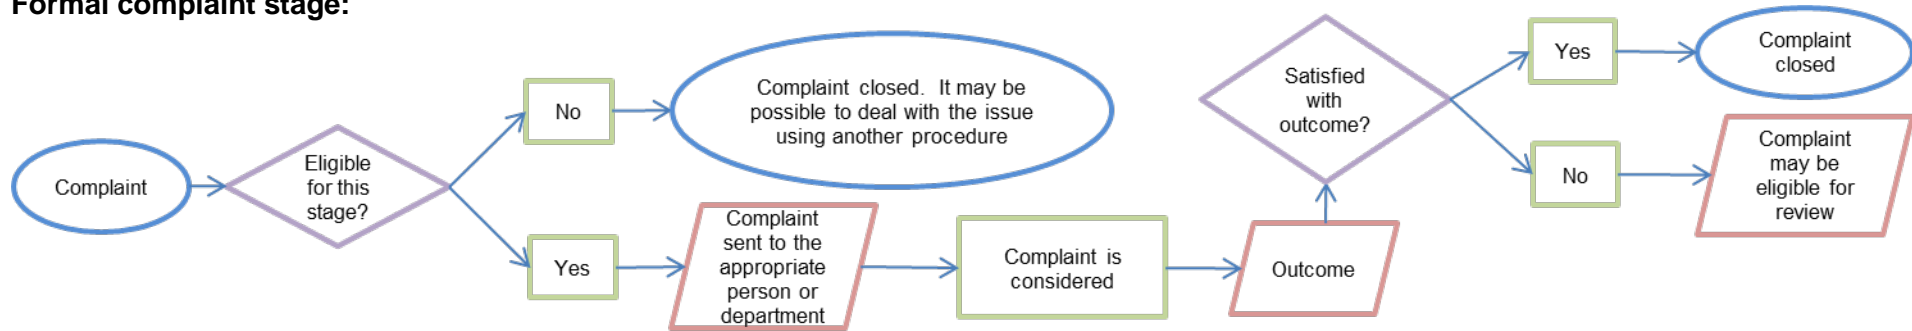 Formal complaint stage:
Complaint
Eligible
for this
stage?
No
Complaint closed. It may be
possible to deal with the issue
using another procedure
Yes
Complaint
sent to the
appropriate
person or
department
Complaint is
considered
Outcome
Satisfied
with
outcome?
Yes
Complaint
closed
No
Complaint
may be
eligible for
review